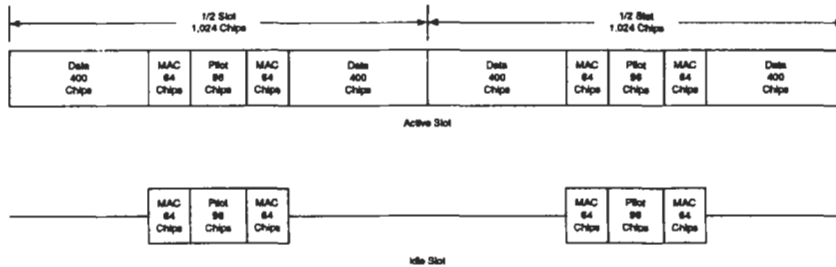 1/2 Slot
1,024 Chips
1/2 Slot
1,024 Chips
Data
400
Chips
MAC
64
Chips
Pilot
96
Chips
MAC
64
Chips
Data
400
Chips
Data
400
Chips
MAC
64
Chips
Pilot
96
Chips
MAC
64
Chips
Data
400
Chips
Active Slot
MAC
64
Chips
Pilot
96
Chips
MAC
64
Chips
MAC
64
Chips
Pilot
96
Chips
MAC
64
Chips
Idle Slot